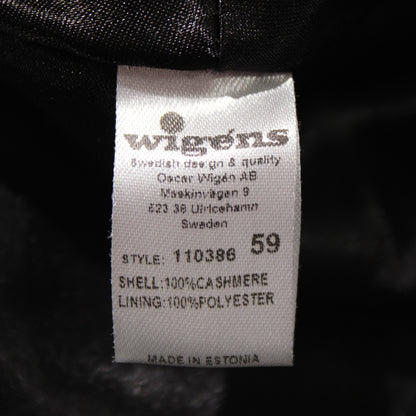 wigéns
Swedish design & quality
Oscar Wigén AB
Maskinvägen 9
523 38 Ulricehamn
Sweden
STYLE: 110386 59
SHELL:100%CASHMERE
LINING:100%POLYESTER
MADE IN ESTONIA